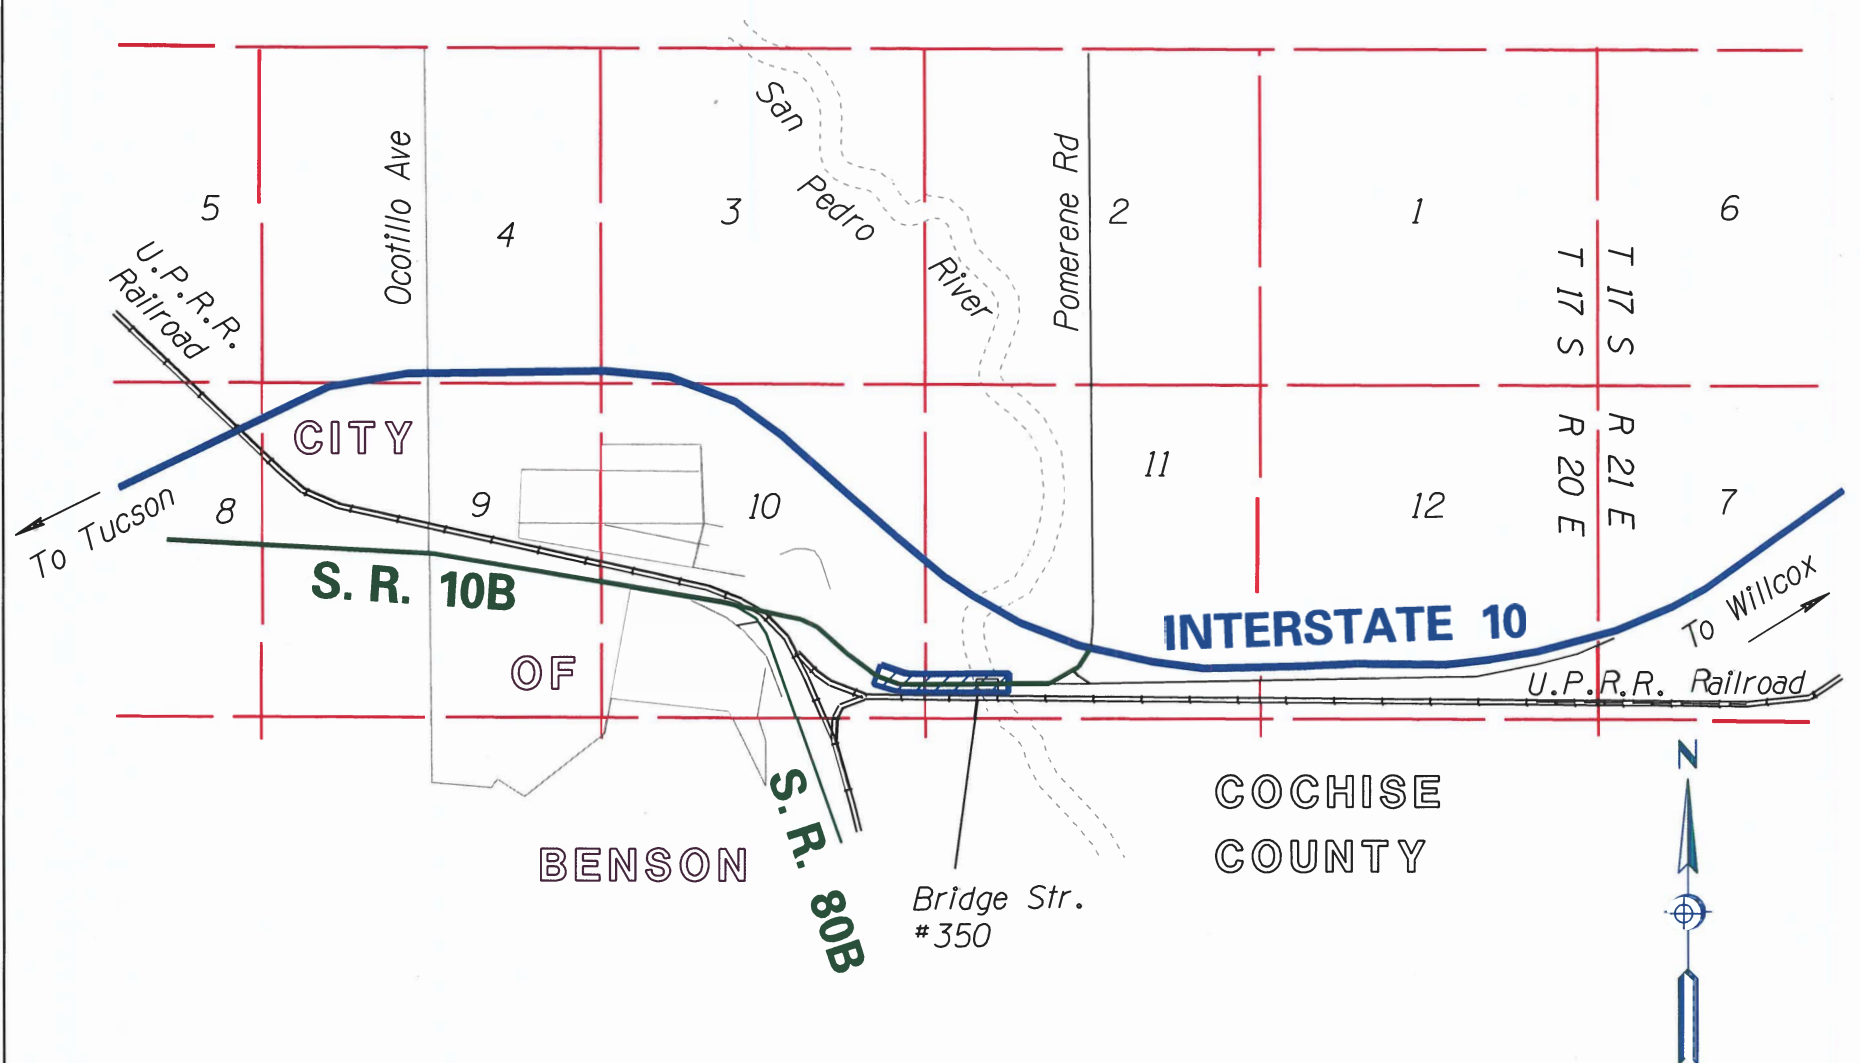 San
Pedro
River
Ocotillo Ave
Pomerene Rd
5
4
3
2
1
6
U.P.R.R.
Railroad
T 17 S
T 17 S
R 20 E
R 21 E
CITY
8
9
10
11
12
7
To Tucson
S. R. 10B
INTERSTATE 10
To Willcox
OF
U.P.R.R. Railroad
N
S. R. 80B
COCHISE
COUNTY
BENSON
Bridge Str.
#350